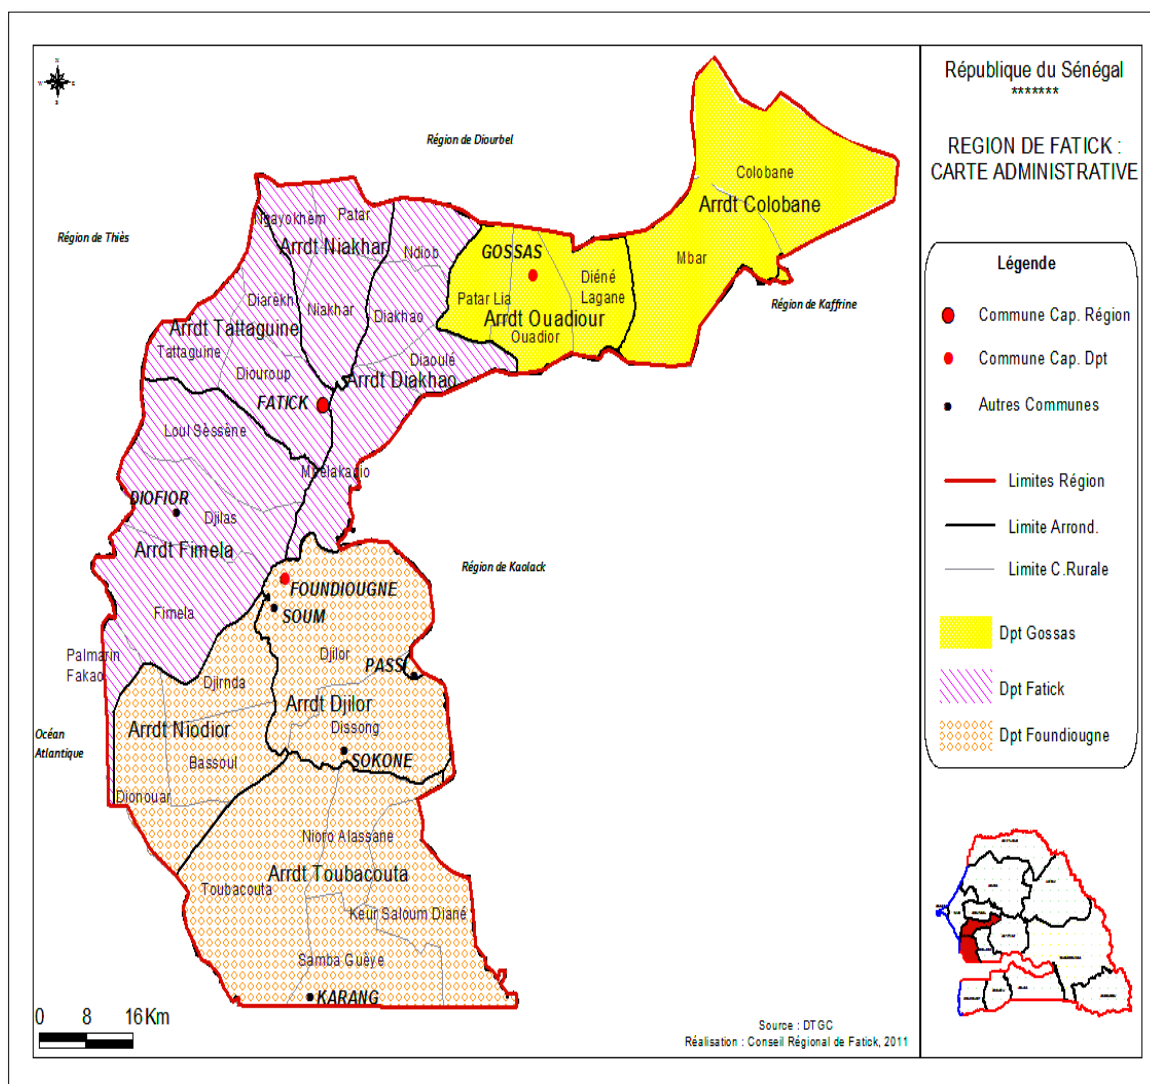 République du Sénégal
*******
REGION DE FATICK :
CARTE ADMINISTRATIVE
Région de Diourbel
Région de Thiès
Région de Kaffrine
Région de Kaolack
Océan
Atlantique
Colobane
Arrdt Colobane
Mbar
Ngayokhèm
Patar
Arrdt Niakhar
Ndiob
GOSSAS
Diéné
Lagane
Patar Lia
Arrdt Ouadiour
Ouadior
Diarèkh
Niakhar
Diakhao
Arrdt Tattaguine
Tattaguine
Diouroup
Diaoulé
Arrdt Diakhao
FATICK
Loul Sèssène
DIOFIOR
Djilas
Arrdt Fimela
Fimela
FOUNDIOUGNE
SOUM
Palmarin
Fakao
Djilor
PASSI
Djirnda
Arrdt Djilor
Arrdt Niodior
Dissong
Bassoul
SOKONE
Dionouar
Nioro Alassane
Arrdt Toubacouta
Toubacouta
Keur Saloum Diané
Samba Guèye
KARANG
0 8 16 Km
Source : DTGC
Réalisation : Conseil Régional de Fatick, 2011
Légende
Commune Cap. Région
Commune Cap. Dpt
Autres Communes
Limites Région
Limite Arrond.
Limite C.Rurale
Dpt Gossas
Dpt Fatick
Dpt Foundiougne